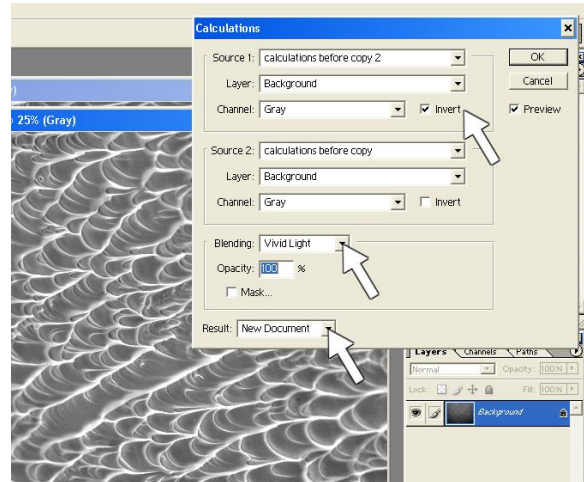 Calculations
Source 1: calculations before copy 2
OK
Layer: Background
Cancel
Channel: Gray
Invert
Preview
25% (Gray)
Source 2: calculations before copy
Layer: Background
Channel: Gray
Invert
Blending: Vivid Light
Opacity: 100 %
Mask...
Result: New Document
Layers Channels Paths
Normal Opacity: 100%
Lock: Fill: 100%
Background